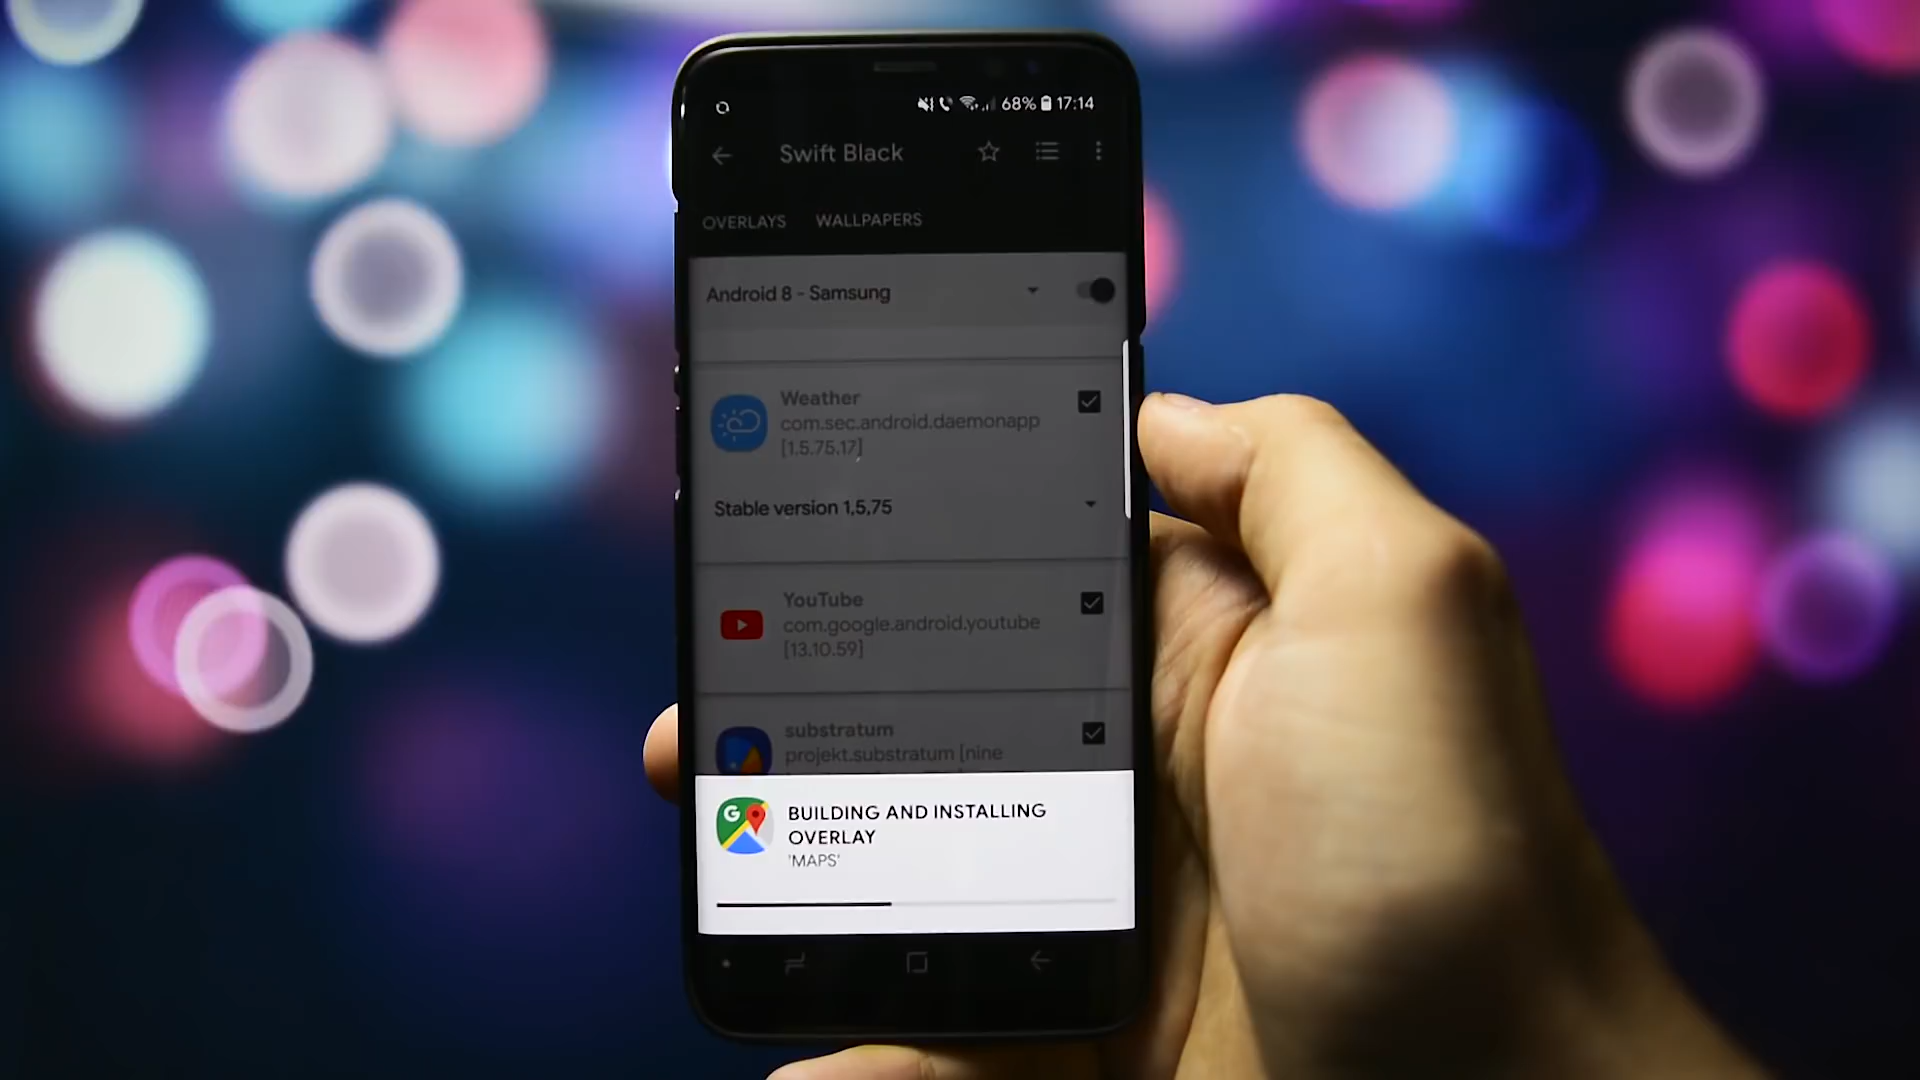 68% 17:14
Swift Black
OVERLAYS WALLPAPERS
Android 8 - Samsung
Weather
com.sec.android.daemonapp
[1.5.75.17]
Stable version 1,5,75
YouTube
com.google.android.youtube
[13.10.59]
substratum
projekt.substratum [nine
G
BUILDING AND INSTALLING
OVERLAY
'MAPS'